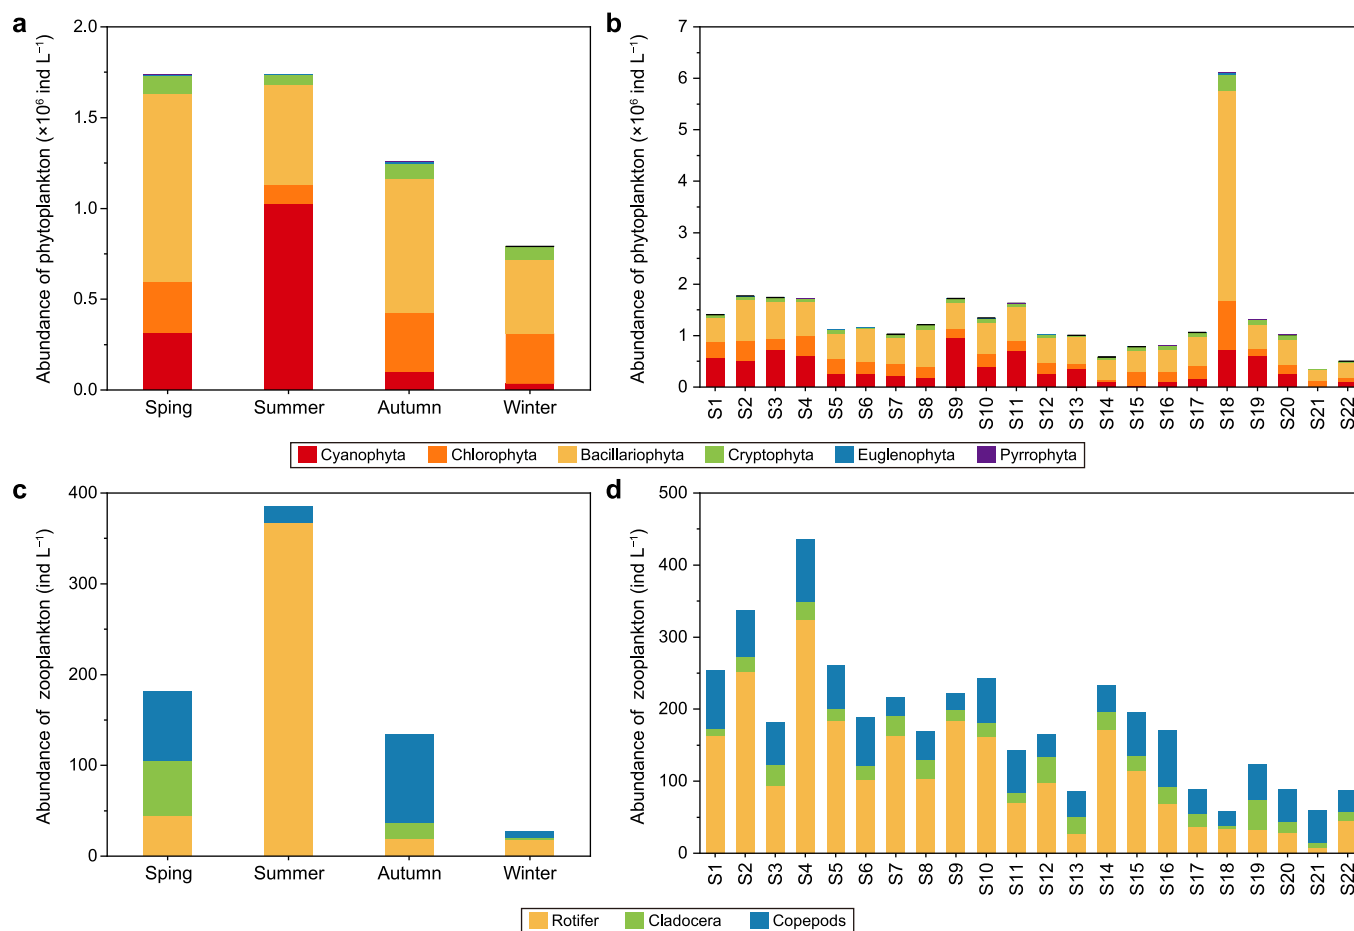 a
Abundance of phytoplankton (×10⁶ ind L⁻¹)
2.0
1.5
1.0
0.5
0.0
Sping
Summer
Autumn
Winter
b
Abundance of phytoplankton (×10⁶ ind L⁻¹)
7
6
5
4
3
2
1
0
S1
S2
S3
S4
S5
S6
S7
S8
S9
S10
S11
S12
S13
S14
S15
S16
S17
S18
S19
S20
S21
S22
Cyanophyta
Chlorophyta
Bacillariophyta
Cryptophyta
Euglenophyta
Pyrrophyta
c
Abundance of zooplankton (ind L⁻¹)
400
300
200
100
0
Sping
Summer
Autumn
Winter
d
Abundance of zooplankton (ind L⁻¹)
500
400
300
200
100
0
S1
S2
S3
S4
S5
S6
S7
S8
S9
S10
S11
S12
S13
S14
S15
S16
S17
S18
S19
S20
S21
S22
Rotifer
Cladocera
Copepods